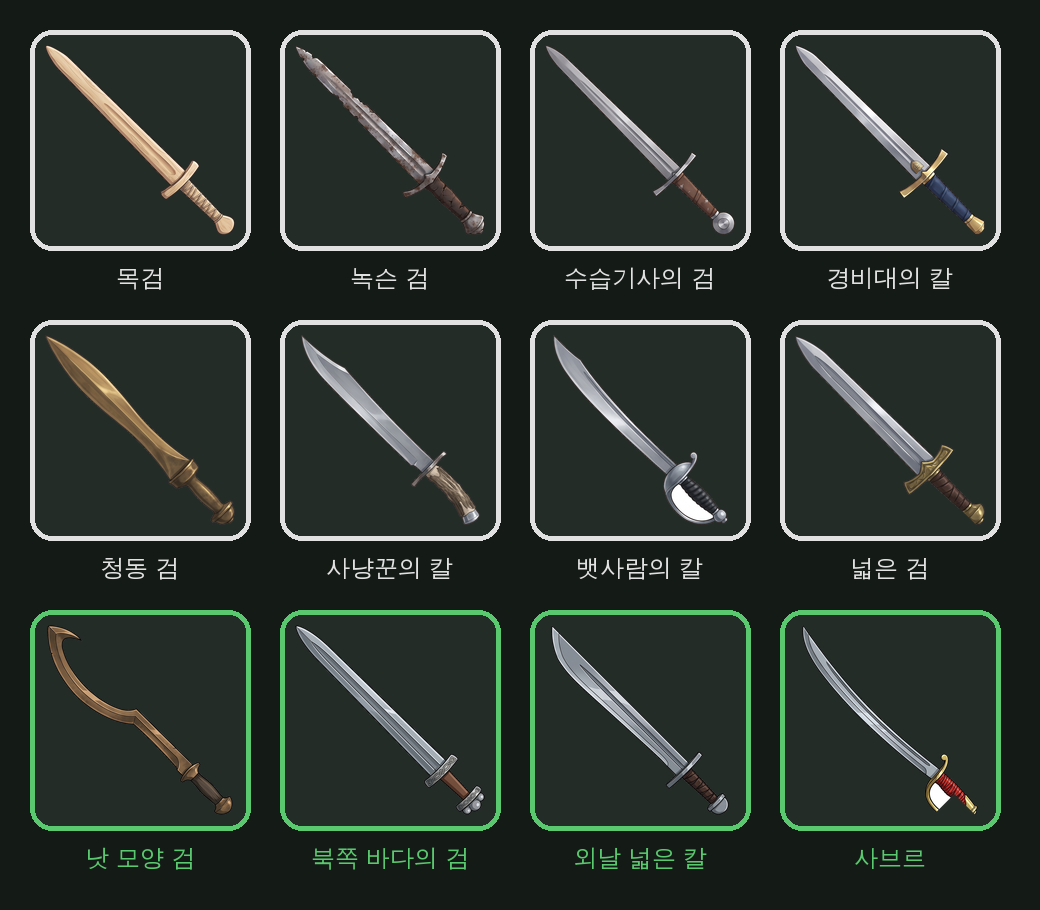 목검
녹슨 검
수습기사의 검
경비대의 칼
청동 검
사냥꾼의 칼
뱃사람의 칼
넓은 검
낫 모양 검
북쪽 바다의 검
외날 넓은 칼
사브르